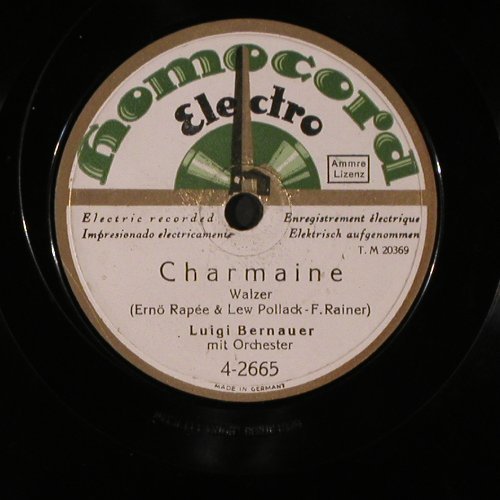 Homocord
Electro
Ammre
Lizenz
Electric recorded
Enregistrement électrique
Impresionado electricamente
Elektrisch aufgenommen
T. M 20369
Charmaine
Walzer
(Ernö Rapée & Lew Pollack - F. Rainer)
Luigi Bernauer
mit Orchester
4-2665
MADE IN GERMANY